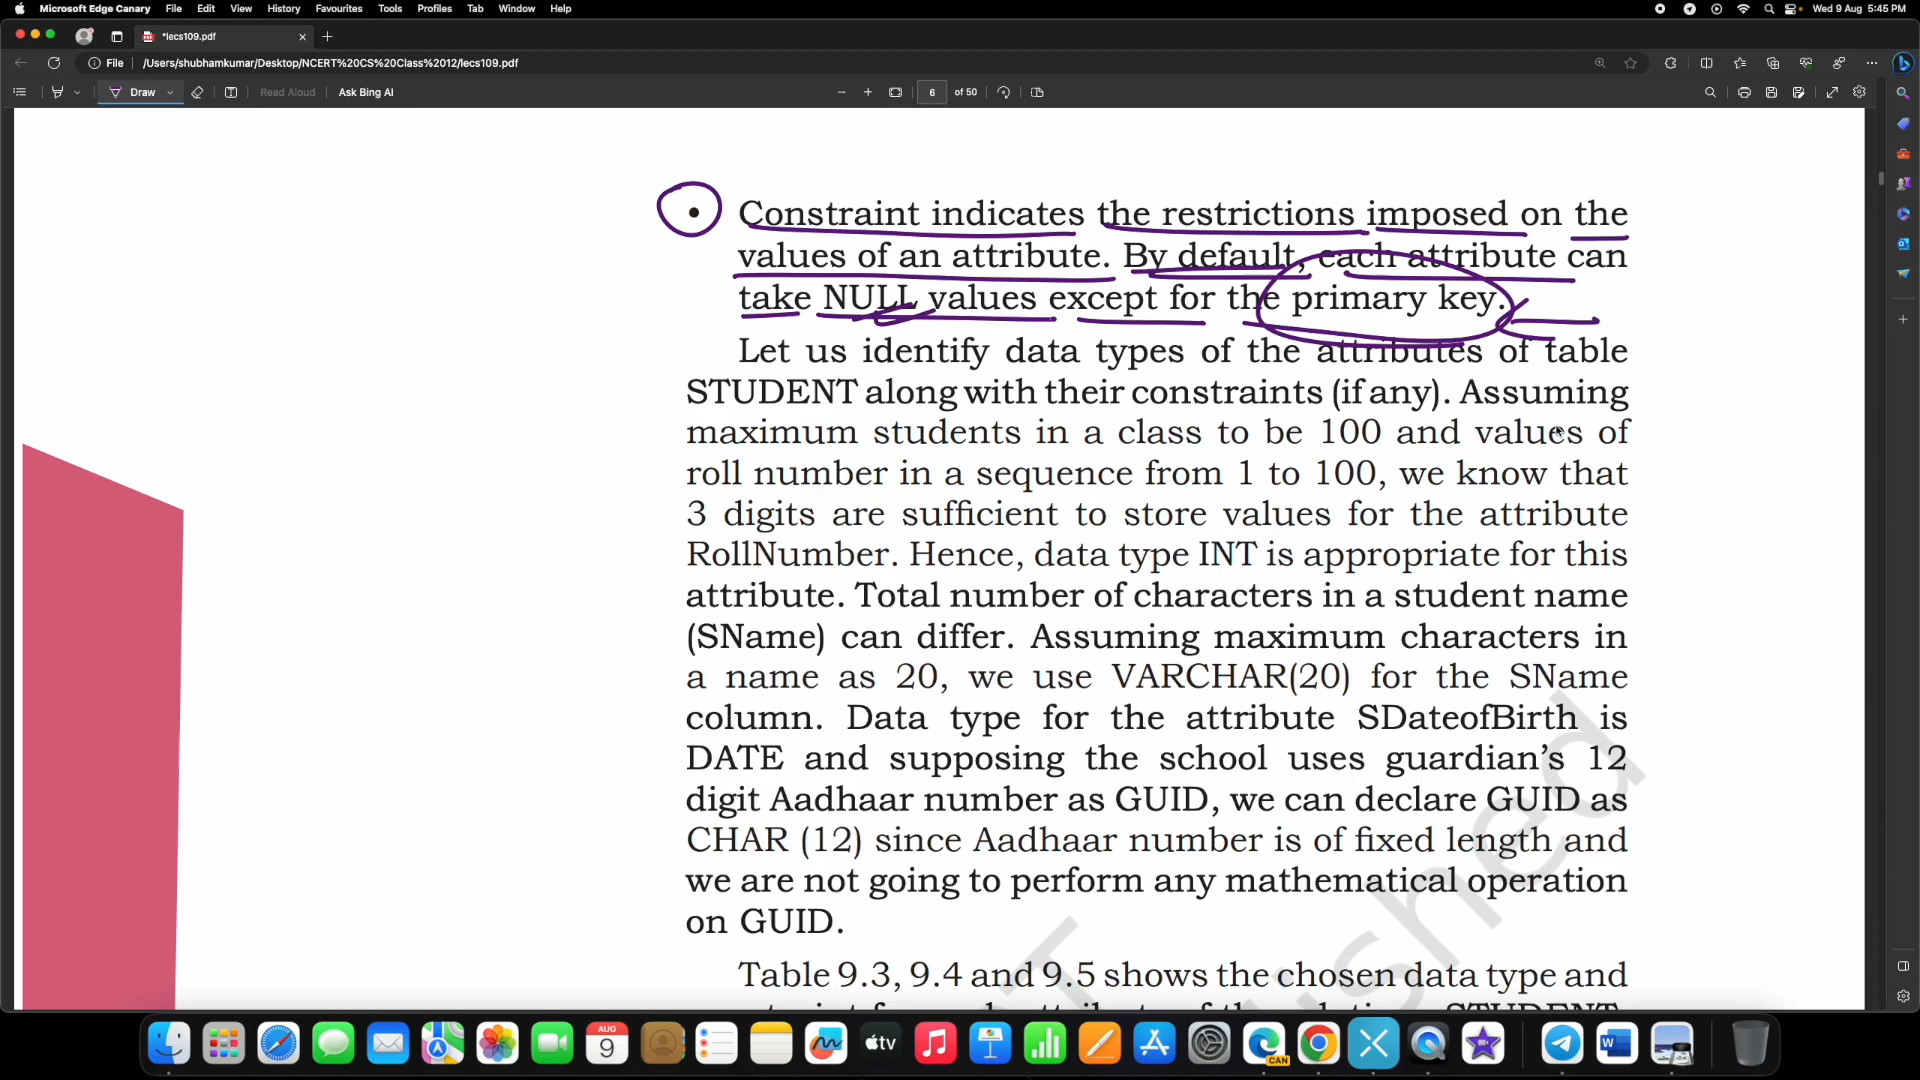 Microsoft Edge Canary File Edit View History Favourites Tools Profiles Tab Window Help Wed 9 Aug 5:45 PM
*lecs109.pdf
File /Users/shubhamkumar/Desktop/NCERT%20CS%20Class%2012/lecs109.pdf
Draw Read Aloud Ask Bing AI 6 of 50
• Constraint indicates the restrictions imposed on the
values of an attribute. By default, each attribute can
take NULL values except for the primary key.
Let us identify data types of the attributes of table
STUDENT along with their constraints (if any). Assuming
maximum students in a class to be 100 and values of
roll number in a sequence from 1 to 100, we know that
3 digits are sufficient to store values for the attribute
RollNumber. Hence, data type INT is appropriate for this
attribute. Total number of characters in a student name
(SName) can differ. Assuming maximum characters in
a name as 20, we use VARCHAR(20) for the SName
column. Data type for the attribute SDateofBirth is
DATE and supposing the school uses guardian’s 12
digit Aadhaar number as GUID, we can declare GUID as
CHAR (12) since Aadhaar number is of fixed length and
we are not going to perform any mathematical operation
on GUID.
Table 9.3, 9.4 and 9.5 shows the chosen data type and
AUG
9
tv
CAN